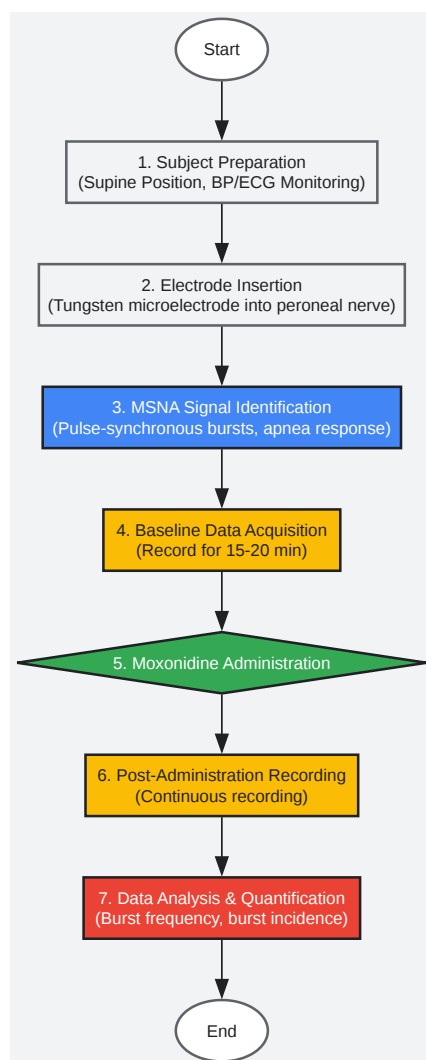 Start
1. Subject Preparation
(Supine Position, BP/ECG Monitoring)
2. Electrode Insertion
(Tungsten microelectrode into peroneal nerve)
3. MSNA Signal Identification
(Pulse-synchronous bursts, apnea response)
4. Baseline Data Acquisition
(Record for 15-20 min)
5. Moxonidine Administration
6. Post-Administration Recording
(Continuous recording)
7. Data Analysis & Quantification
(Burst frequency, burst incidence)
End